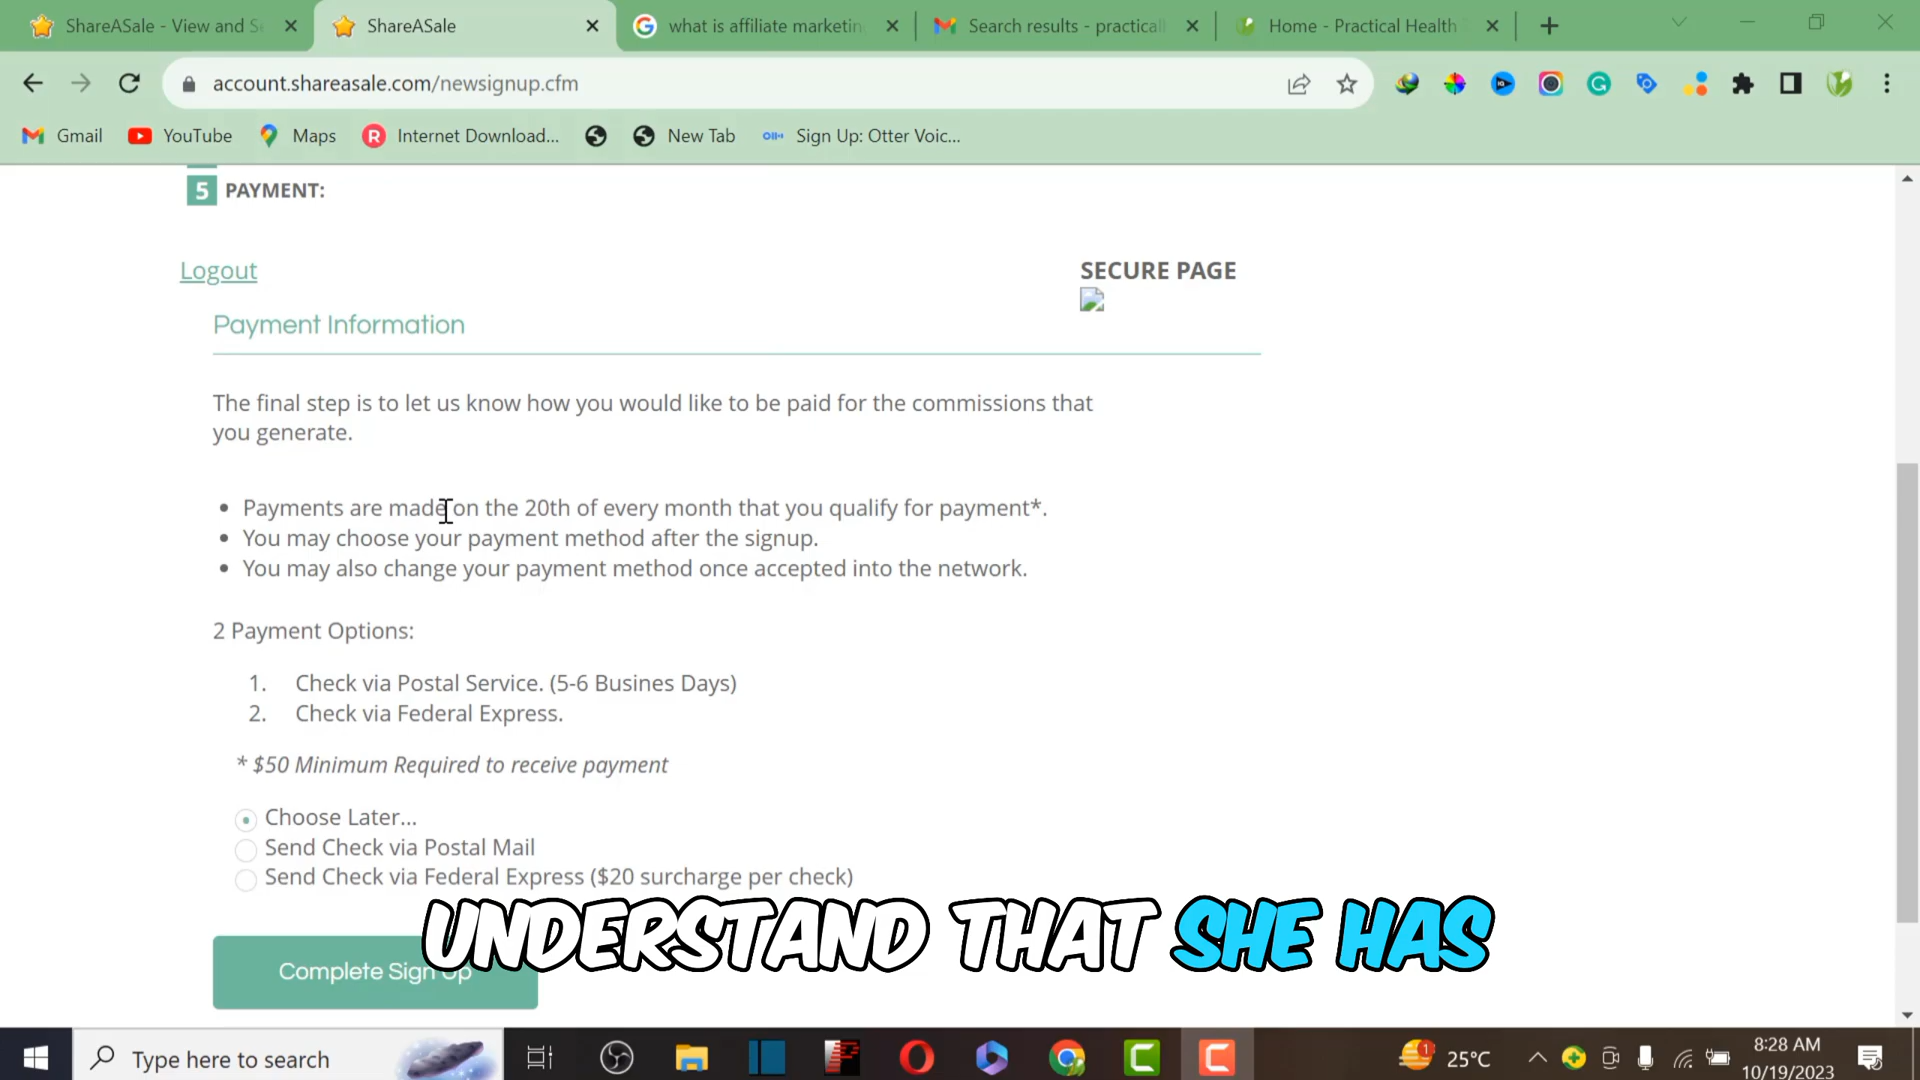 ShareASale - View and Se
ShareASale
what is affiliate marketing
Search results - practicall
Home - Practical Health
account.shareasale.com/newsignup.cfm
Gmail
YouTube
Maps
Internet Download...
New Tab
Sign Up: Otter Voic...
5 PAYMENT:
Logout
SECURE PAGE
Payment Information
The final step is to let us know how you would like to be paid for the commissions that
you generate.
• Payments are made on the 20th of every month that you qualify for payment*.
• You may choose your payment method after the signup.
• You may also change your payment method once accepted into the network.
2 Payment Options:
1. Check via Postal Service. (5-6 Busines Days)
2. Check via Federal Express.
* $50 Minimum Required to receive payment
Choose Later...
Send Check via Postal Mail
Send Check via Federal Express ($20 surcharge per check)
UNDERSTAND THAT SHE HAS
Complete Sign Up
Type here to search
1
25°C
8:28 AM
10/19/2023